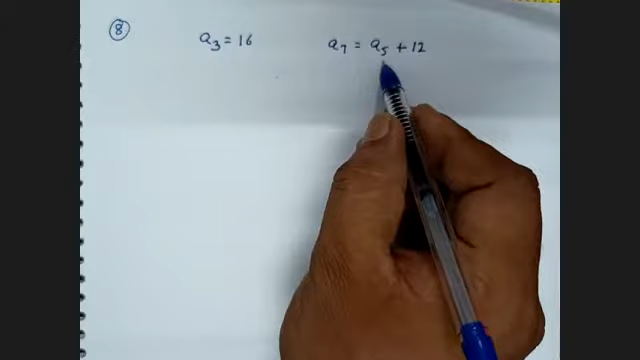 8 a₃ = 16 a₇ = a₅ + 12